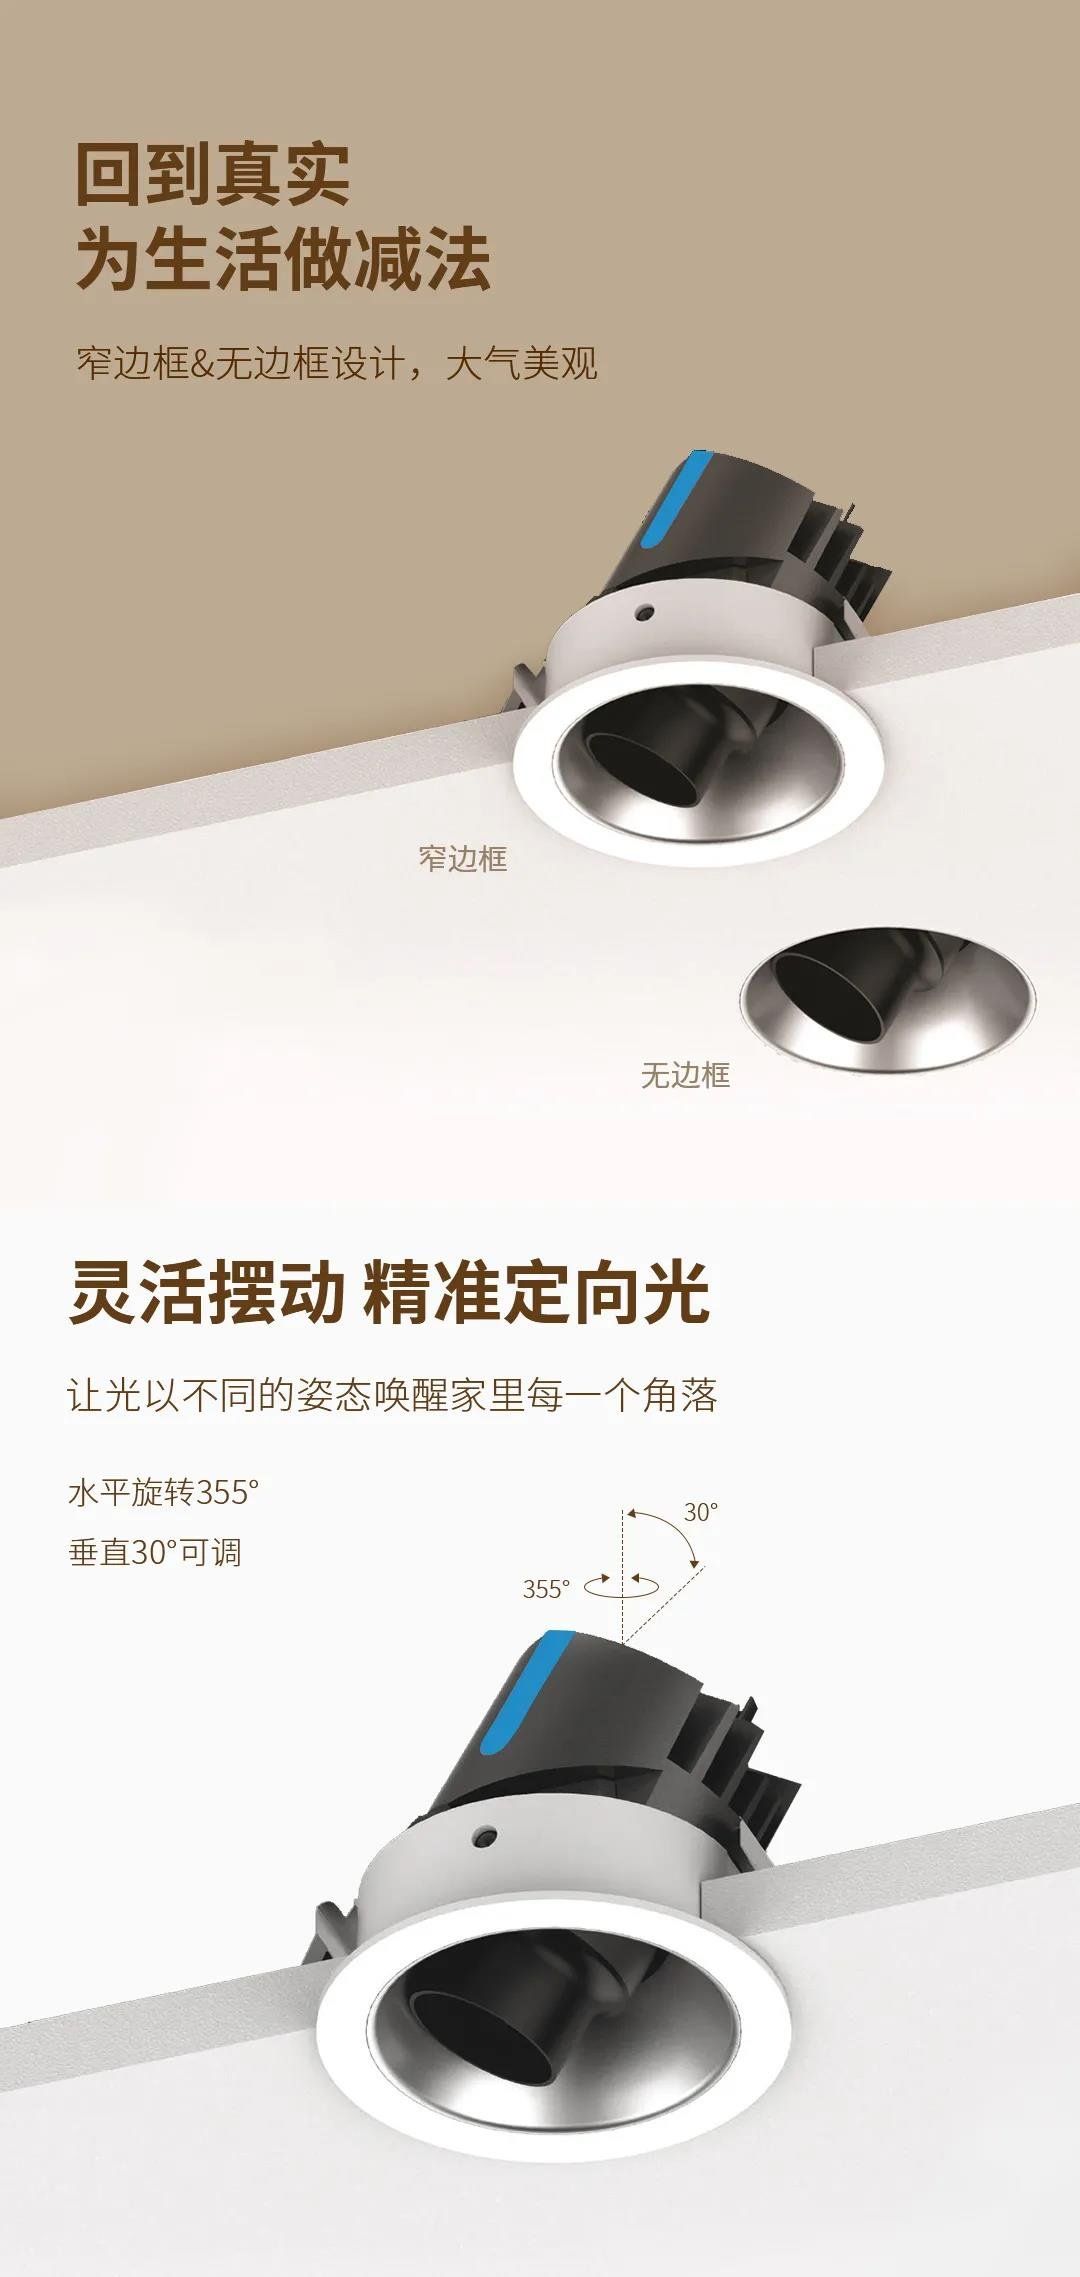 回到真实
为生活做减法
窄边框&无边框设计，大气美观
窄边框
无边框
灵活摆动 精准定向光
让光以不同的姿态唤醒家里每一个角落
水平旋转355°
垂直30°可调
30°
355°